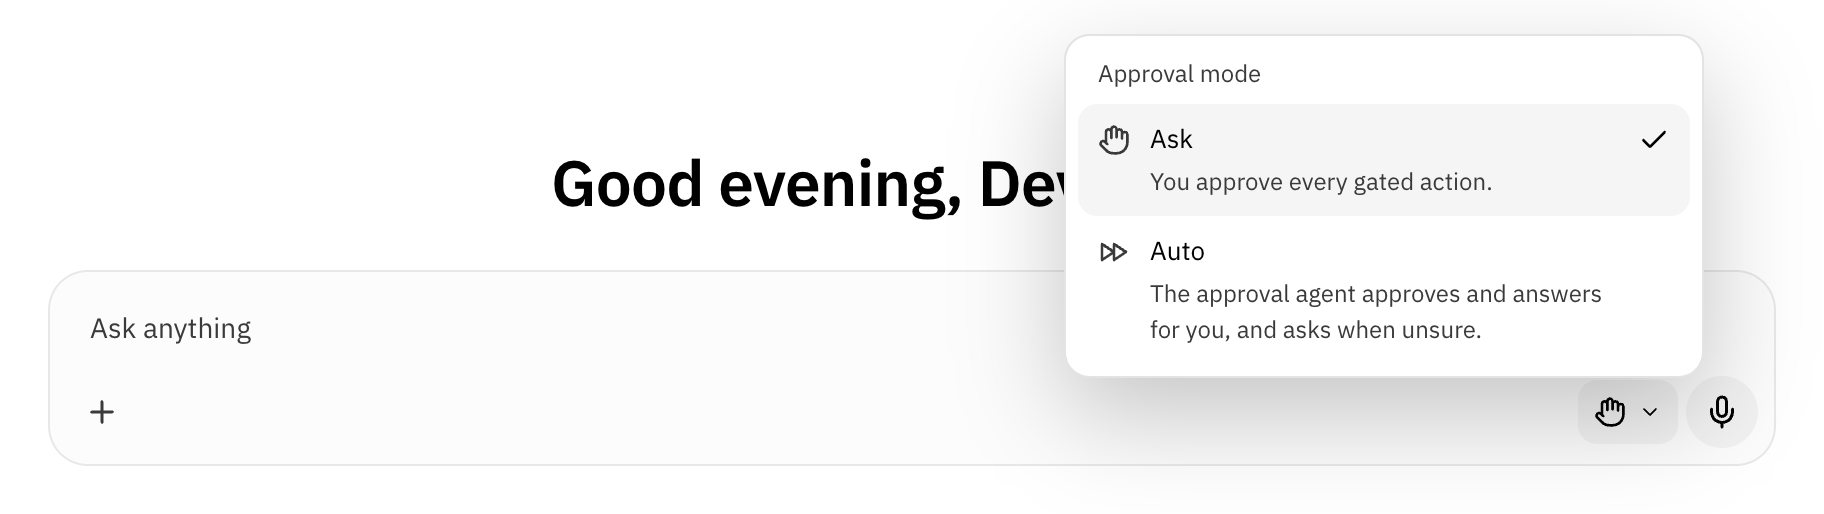 Approval mode
Ask
You approve every gated action.
Good evening,
Auto
The approval agent approves and answers
for you, and asks when unsure.
Ask anything